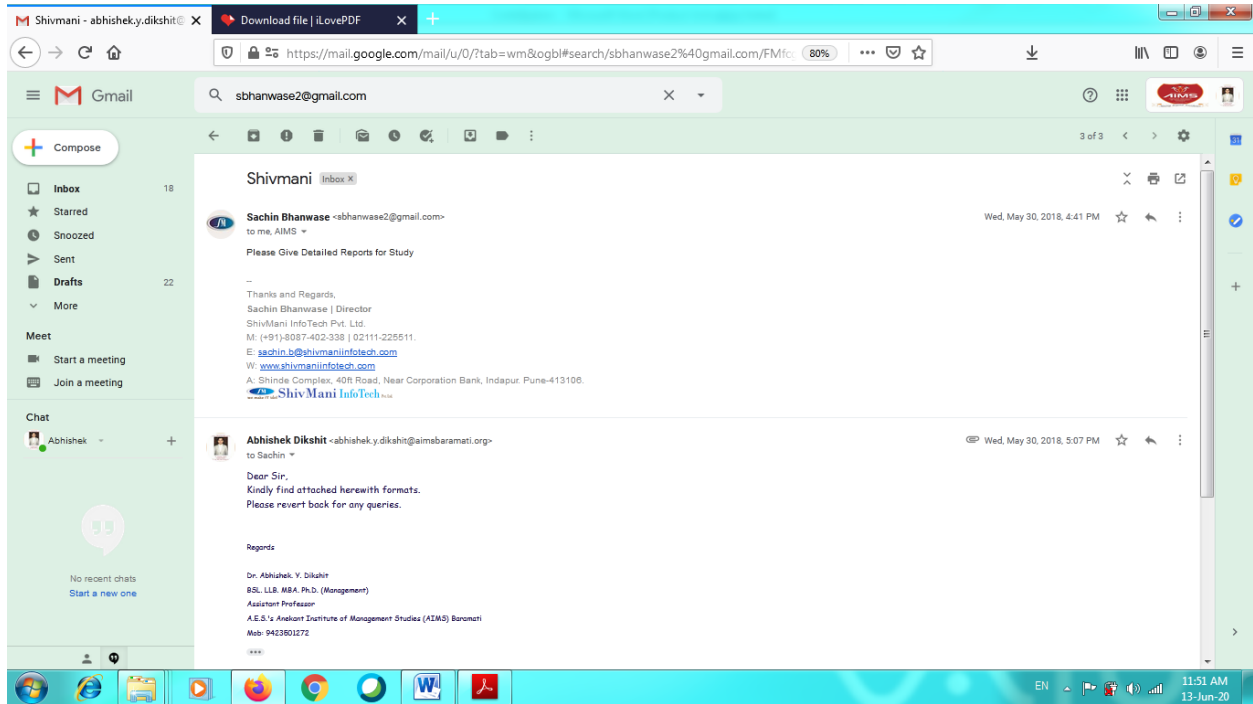 Shivmani - abhishek.y.dikshit@
Download file | iLovePDF
https://mail.google.com/mail/u/0/?tab=wm&ogbl#search/sbhanwase2%40gmail.com/FMfc
80%
Gmail
sbhanwase2@gmail.com
AIMS
Compose
3 of 3
31
Inbox 18
Starred
Snoozed
Sent
Drafts 22
More
Meet
Start a meeting
Join a meeting
Chat
Abhishek
No recent chats
Start a new one
Shivmani Inbox x
Sachin Bhanwase <sbhanwase2@gmail.com> Wed, May 30, 2018, 4:41 PM
to me, AIMS
Please Give Detailed Reports for Study
--
Thanks and Regards,
Sachin Bhanwase | Director
ShivMani InfoTech Pvt. Ltd.
M: (+91)-8087-402-338 | 02111-225511.
E: sachin.b@shivmaniinfotech.com
W: www.shivmaniinfotech.com
A: Shinde Complex, 40ft Road, Near Corporation Bank, Indapur. Pune-413106.
ShivMani InfoTech
Abhishek Dikshit <abhishek.y.dikshit@aimsbaramati.org> Wed, May 30, 2018, 5:07 PM
to Sachin
Dear Sir,
Kindly find attached herewith formats.
Please revert back for any queries.
Regards
Dr. Abhishek. Y. Dikshit
BSL. LLB. MBA. Ph.D. (Management)
Assistant Professor
A.E.S.'s Anekant Institute of Management Studies (AIMS) Baramati
Mob: 9423501272
EN
11:51 AM
13-Jun-20